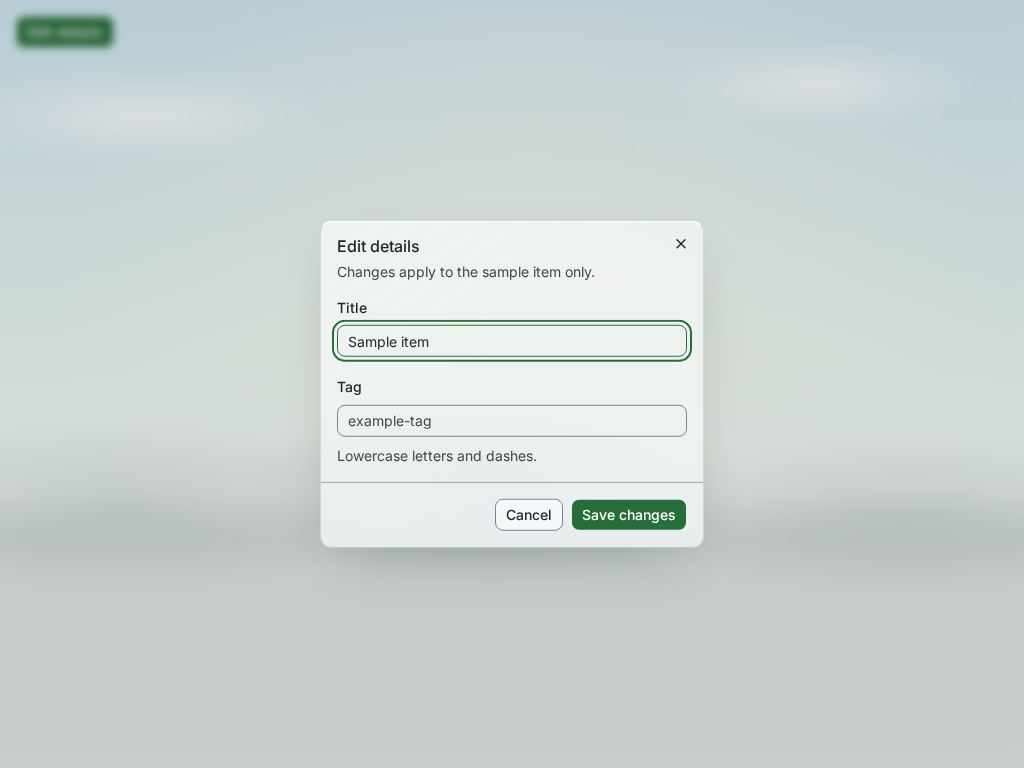 Edit details
Changes apply to the sample item only.
Title
Sample item
Tag
example-tag
Lowercase letters and dashes.
Cancel
Save changes